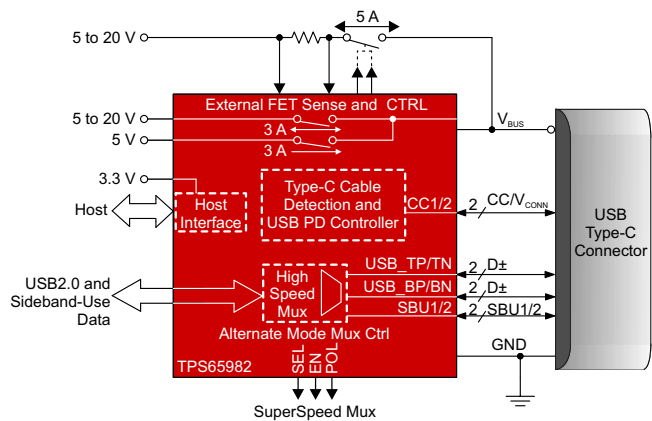 5 A
5 to 20 V
External FET Sense and CTRL
5 to 20 V
3 A
5 V
3 A
VBUS
3.3 V
Host
Host
Interface
Type-C Cable
Detection and
USB PD Controller
CC1/2
2
CC/VCONN
USB
Type-C
Connector
USB2.0 and
Sideband-Use
Data
High
Speed
Mux
USB_TP/TN
2
D±
USB_BP/BN
2
D±
SBU1/2
2
SBU1/2
Alternate Mode Mux Ctrl
GND
SEL
EN
POL
TPS65982
SuperSpeed Mux